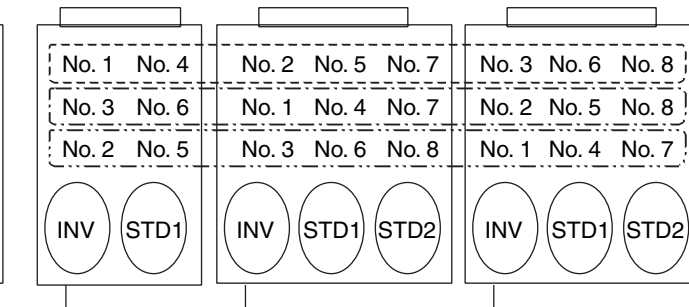 No. 1 No. 4 No. 2 No. 5 No. 7 No. 3 No. 6 No. 8
No. 3 No. 6 No. 1 No. 4 No. 7 No. 2 No. 5 No. 8
No. 2 No. 5 No. 3 No. 6 No. 8 No. 1 No. 4 No. 7
INV STD1 INV STD1 STD2 INV STD1 STD2